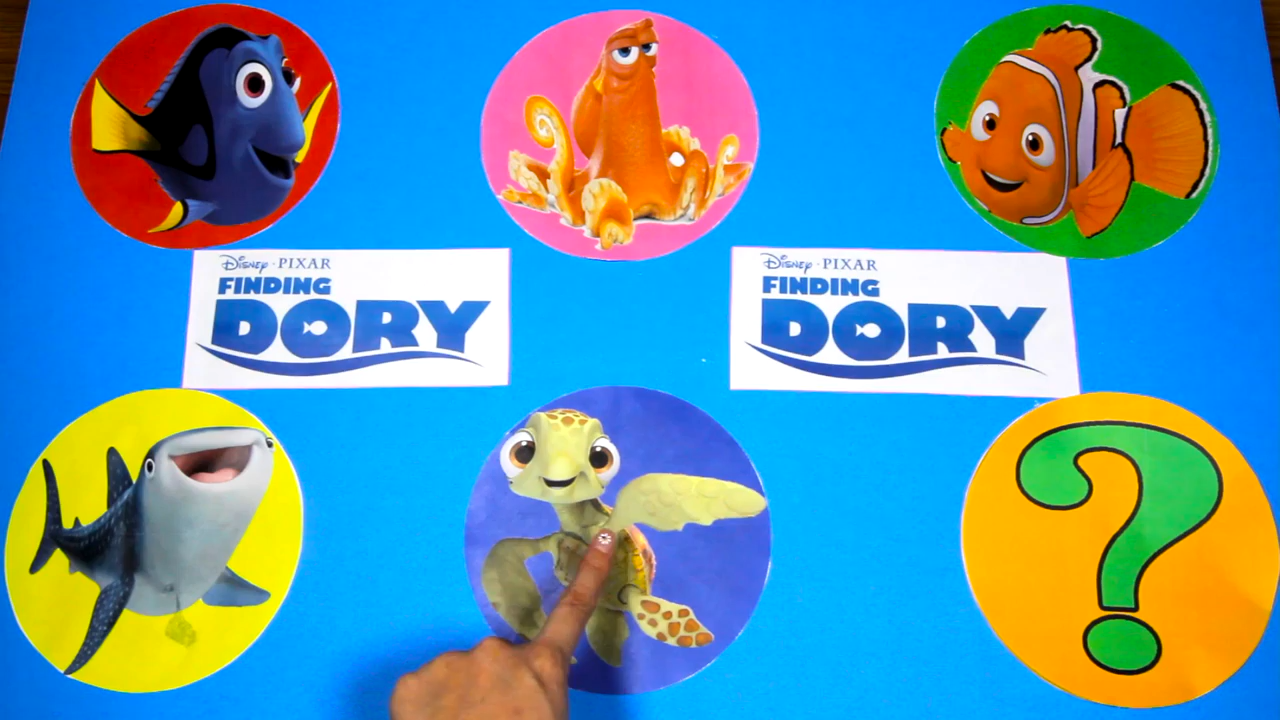 Disney · PIXAR
FINDING
DORY
Disney · PIXAR
FINDING
DORY
?